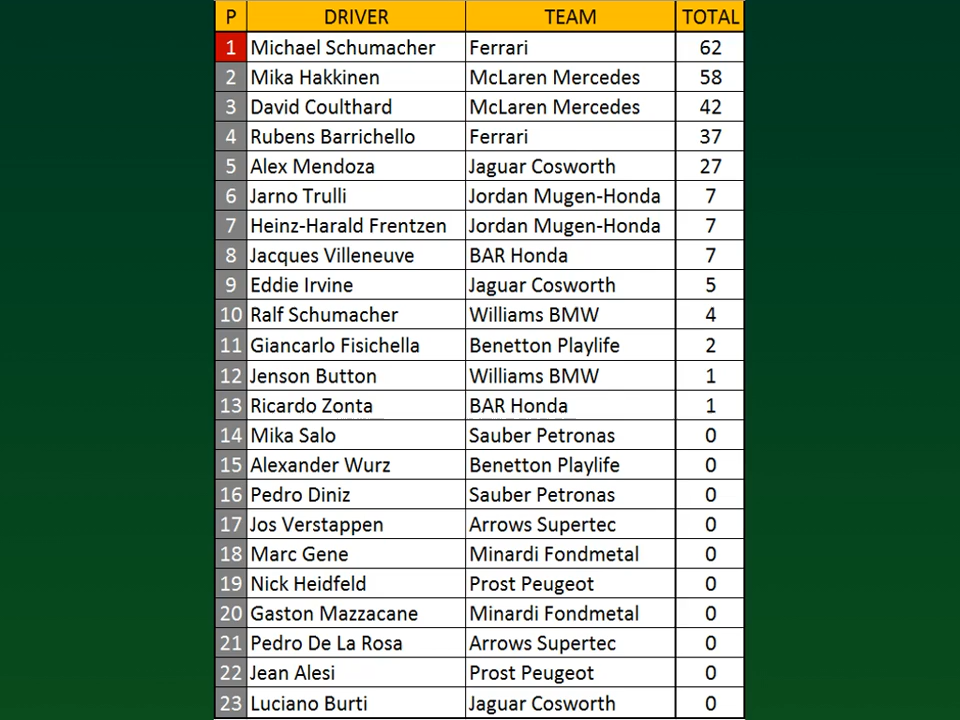 P DRIVER TEAM TOTAL
1 Michael Schumacher Ferrari 62
2 Mika Hakkinen McLaren Mercedes 58
3 David Coulthard McLaren Mercedes 42
4 Rubens Barrichello Ferrari 37
5 Alex Mendoza Jaguar Cosworth 27
6 Jarno Trulli Jordan Mugen-Honda 7
7 Heinz-Harald Frentzen Jordan Mugen-Honda 7
8 Jacques Villeneuve BAR Honda 7
9 Eddie Irvine Jaguar Cosworth 5
10 Ralf Schumacher Williams BMW 4
11 Giancarlo Fisichella Benetton Playlife 2
12 Jenson Button Williams BMW 1
13 Ricardo Zonta BAR Honda 1
14 Mika Salo Sauber Petronas 0
15 Alexander Wurz Benetton Playlife 0
16 Pedro Diniz Sauber Petronas 0
17 Jos Verstappen Arrows Supertec 0
18 Marc Gene Minardi Fondmetal 0
19 Nick Heidfeld Prost Peugeot 0
20 Gaston Mazzacane Minardi Fondmetal 0
21 Pedro De La Rosa Arrows Supertec 0
22 Jean Alesi Prost Peugeot 0
23 Luciano Burti Jaguar Cosworth 0